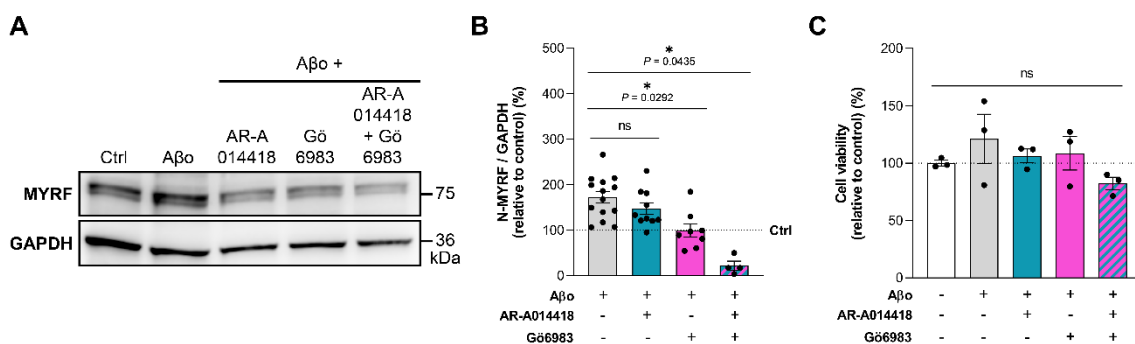 A
Aβo +
AR-A
014418
+ Gö
6983
AR-A
014418
Gö
6983
Ctrl
Aβo
MYRF
75
GAPDH
36
kDa
B
N-MYRF / GAPDH
(relative to control) (%)
500
400
300
200
100
0
*
P = 0.0435
*
P = 0.0292
ns
Ctrl
Aβo + + + +
AR-A014418 - + - +
Gö6983 - - + +
C
Cell viability
(relative to control) (%)
200
150
100
50
0
ns
Aβo - + + + +
AR-A014418 - - + - +
Gö6983 - - - + +